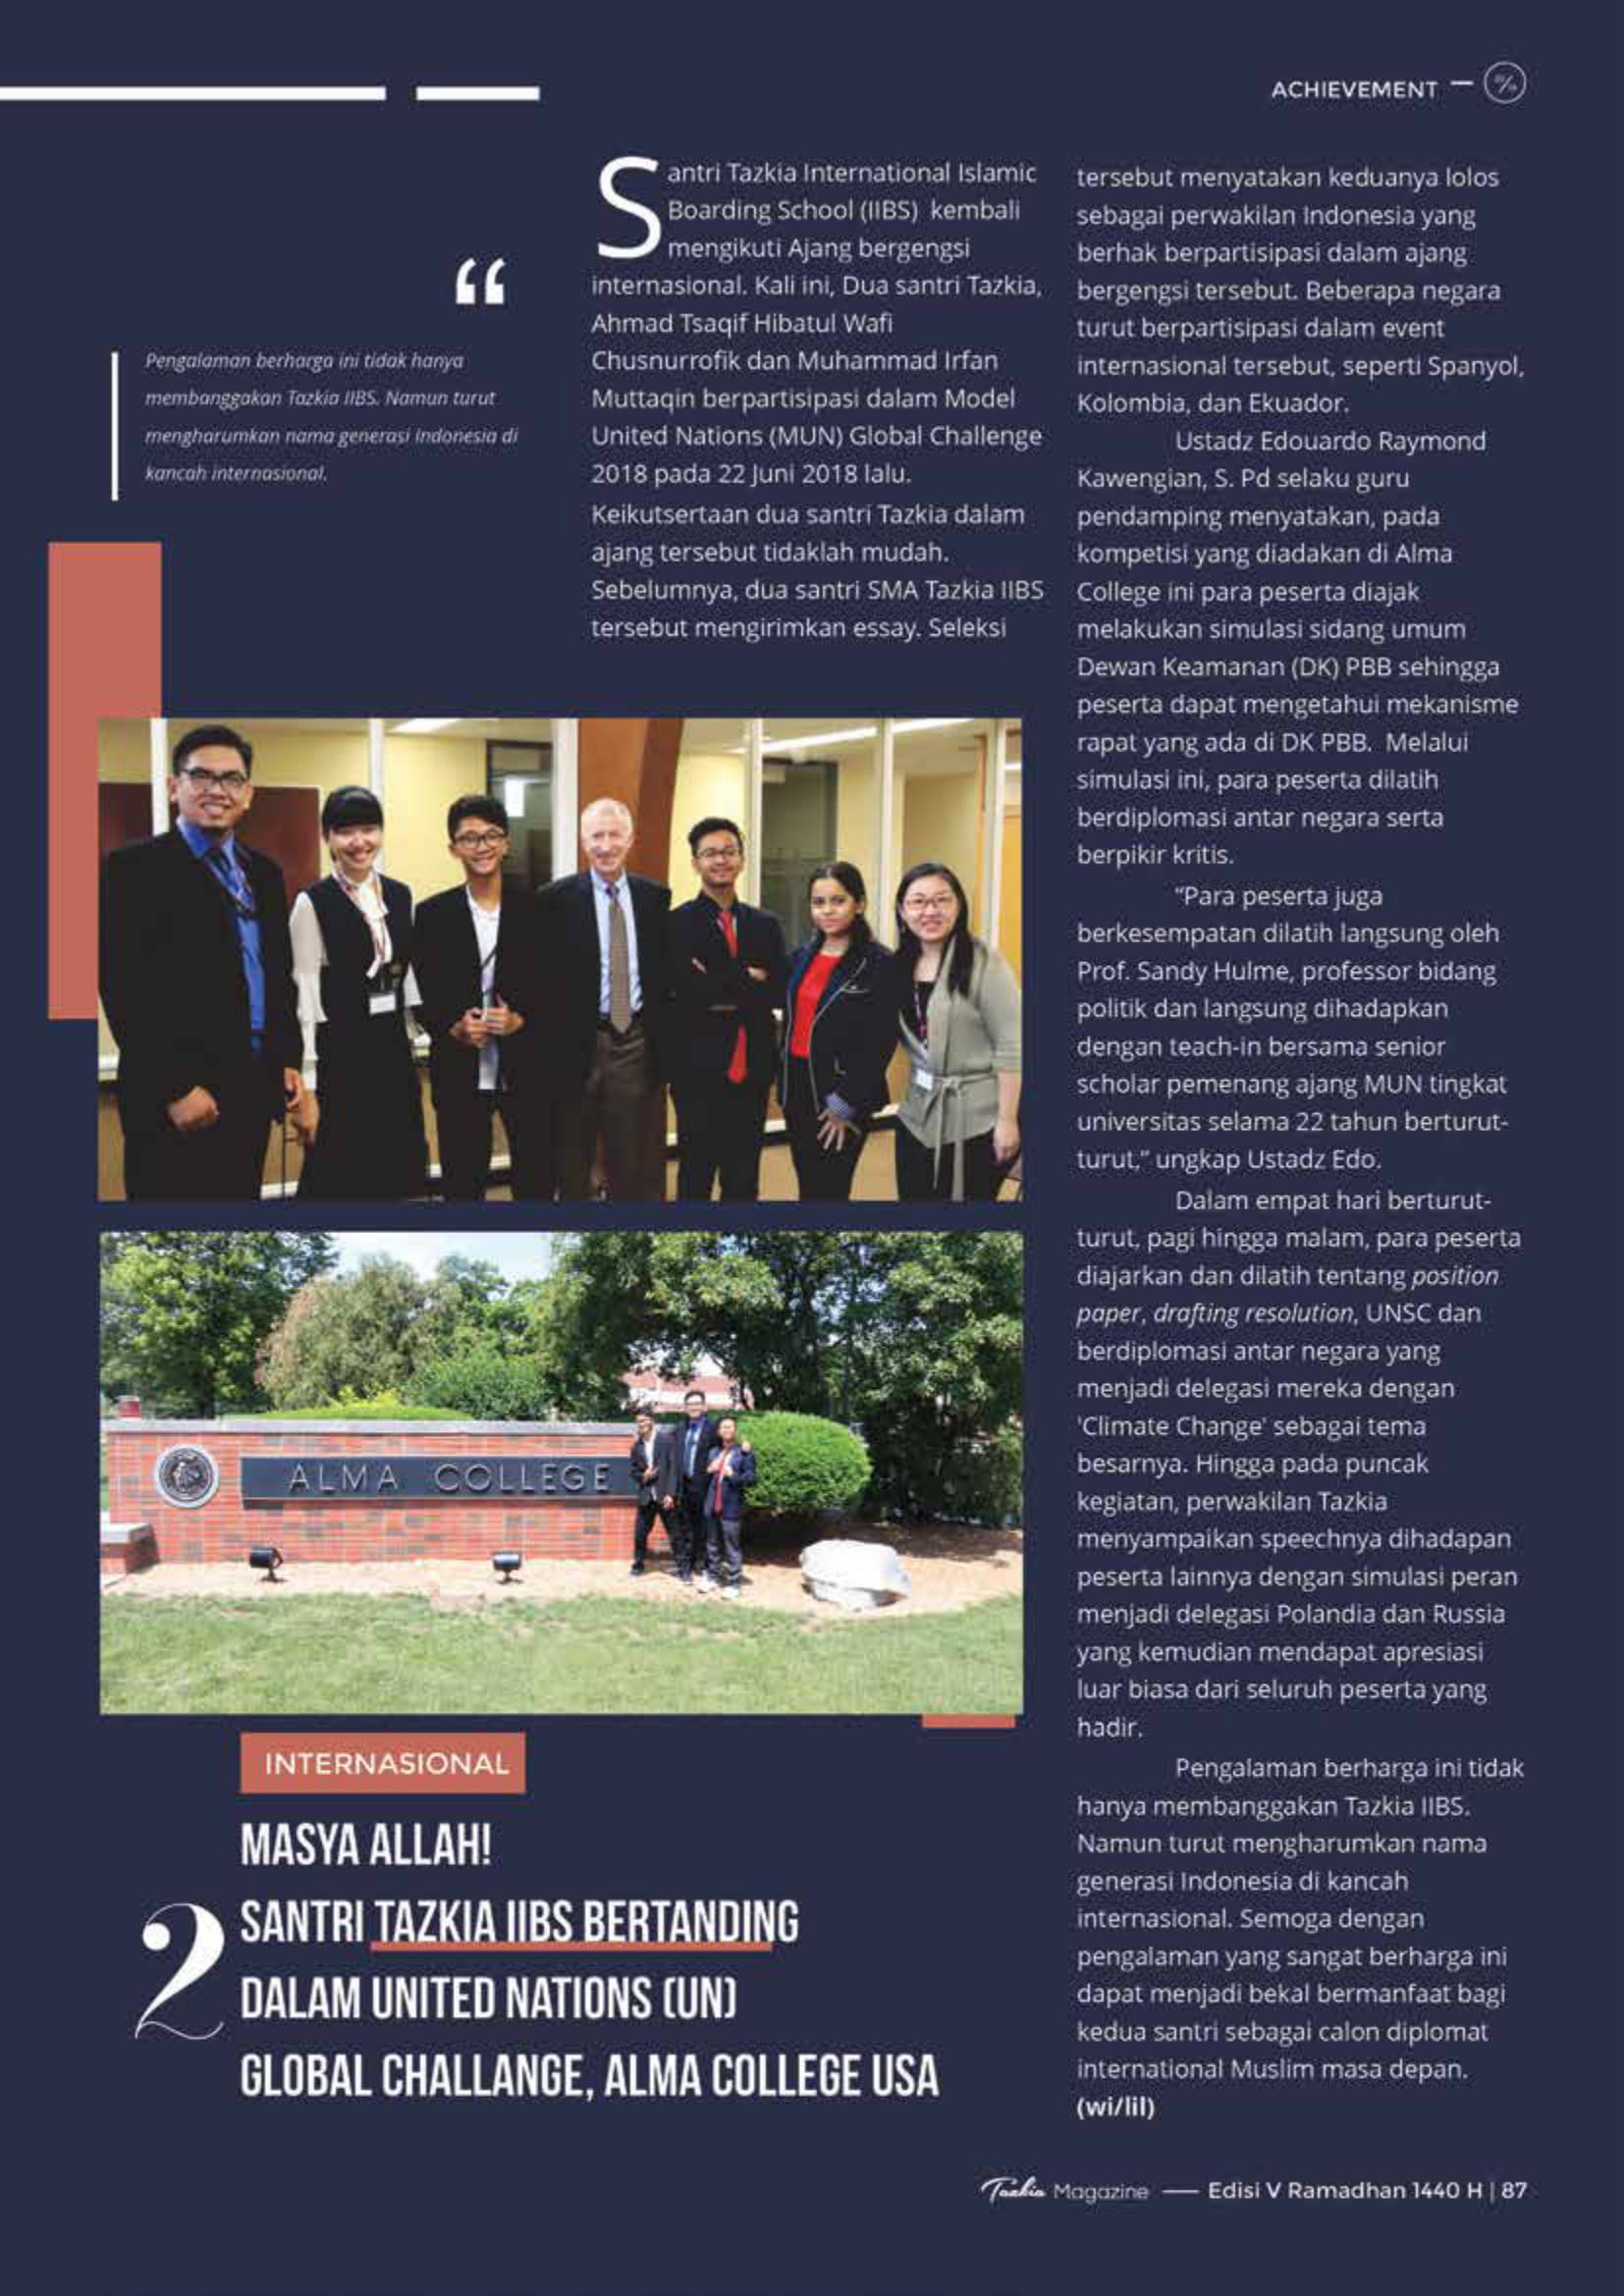 ACHIEVEMENT
Santri Tazkia International Islamic
Boarding School (IIBS) kembali
mengikuti Ajang bergengsi
internasional. Kali ini, Dua santri Tazkia,
Ahmad Tsaqif Hibatul Wafi
Chusnurrofik dan Muhammad Irfan
Muttaqin berpartisipasi dalam Model
United Nations (MUN) Global Challenge
2018 pada 22 Juni 2018 lalu.
Keikutsertaan dua santri Tazkia dalam
ajang tersebut tidaklah mudah.
Sebelumnya, dua santri SMA Tazkia IIBS
tersebut mengirimkan essay. Seleksi
tersebut menyatakan keduanya lolos
sebagai perwakilan Indonesia yang
berhak berpartisipasi dalam ajang
bergengsi tersebut. Beberapa negara
turut berpartisipasi dalam event
internasional tersebut, seperti Spanyol,
Kolombia, dan Ekuador.
Ustadz Edouardo Raymond
Kawengian, S. Pd selaku guru
pendamping menyatakan, pada
kompetisi yang diadakan di Alma
College ini para peserta diajak
melakukan simulasi sidang umum
Dewan Keamanan (DK) PBB sehingga
peserta dapat mengetahui mekanisme
rapat yang ada di DK PBB. Melalui
simulasi ini, para peserta dilatih
berdiplomasi antar negara serta
berpikir kritis.
“Para peserta juga
berkesempatan dilatih langsung oleh
Prof. Sandy Hulme, professor bidang
politik dan langsung dihadapkan
dengan teach-in bersama senior
scholar pemenang ajang MUN tingkat
universitas selama 22 tahun berturut-
turut,” ungkap Ustadz Edo.
Dalam empat hari berturut-
turut, pagi hingga malam, para peserta
diajarkan dan dilatih tentang position
paper, drafting resolution, UNSC dan
berdiplomasi antar negara yang
menjadi delegasi mereka dengan
'Climate Change' sebagai tema
besarnya. Hingga pada puncak
kegiatan, perwakilan Tazkia
menyampaikan speechnya dihadapan
peserta lainnya dengan simulasi peran
menjadi delegasi Polandia dan Russia
yang kemudian mendapat apresiasi
luar biasa dari seluruh peserta yang
hadir.
Pengalaman berharga ini tidak
hanya membanggakan Tazkia IIBS.
Namun turut mengharumkan nama
generasi Indonesia di kancah
internasional. Semoga dengan
pengalaman yang sangat berharga ini
dapat menjadi bekal bermanfaat bagi
kedua santri sebagai calon diplomat
international Muslim masa depan.
(wi/lil)
“
Pengalaman berharga ini tidak hanya
membanggakan Tazkia IIBS. Namun turut
mengharumkan nama generasi Indonesia di
kancah internasional.
ALMA COLLEGE
INTERNASIONAL
MASYA ALLAH!
2 SANTRI TAZKIA IIBS BERTANDING
DALAM UNITED NATIONS (UN)
GLOBAL CHALLANGE, ALMA COLLEGE USA
Tazkia Magazine — Edisi V Ramadhan 1440 H | 87